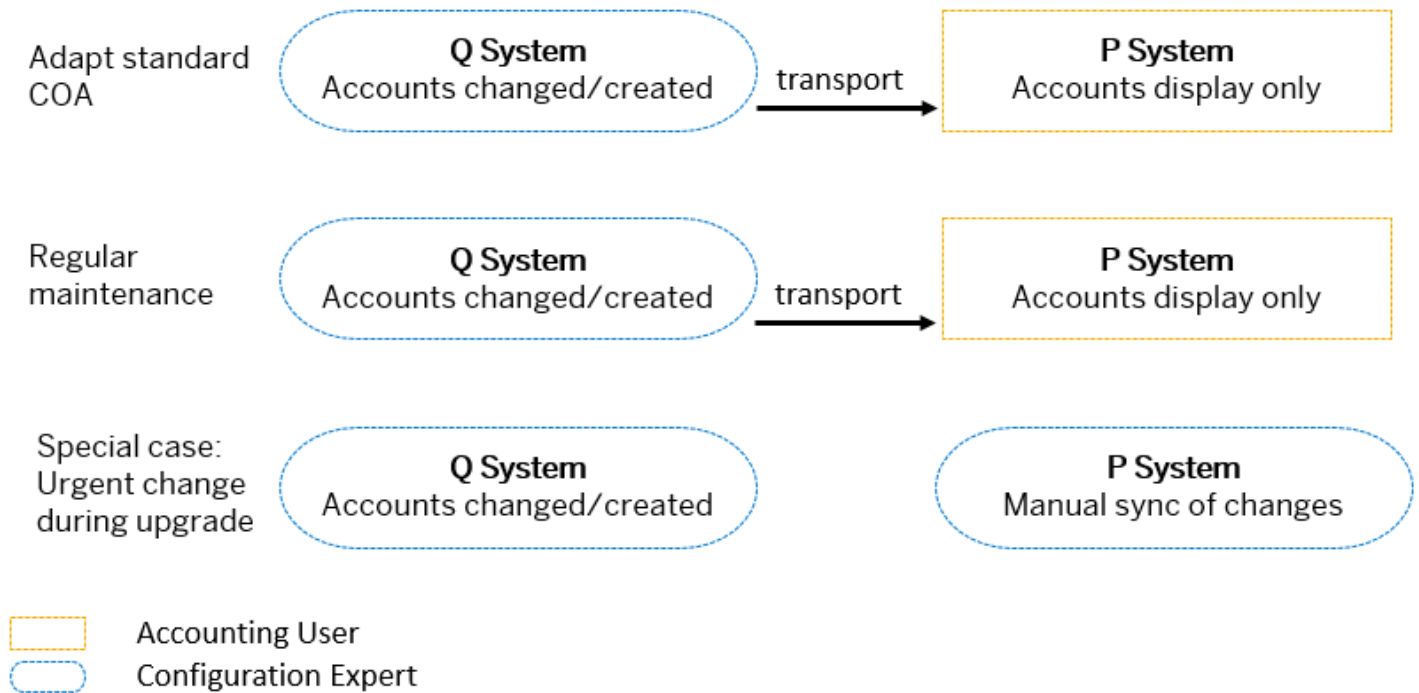 Adapt standard
COA
Q System
Accounts changed/created
transport
P System
Accounts display only
Regular
maintenance
Q System
Accounts changed/created
transport
P System
Accounts display only
Special case:
Urgent change
during upgrade
Q System
Accounts changed/created
P System
Manual sync of changes
Accounting User
Configuration Expert